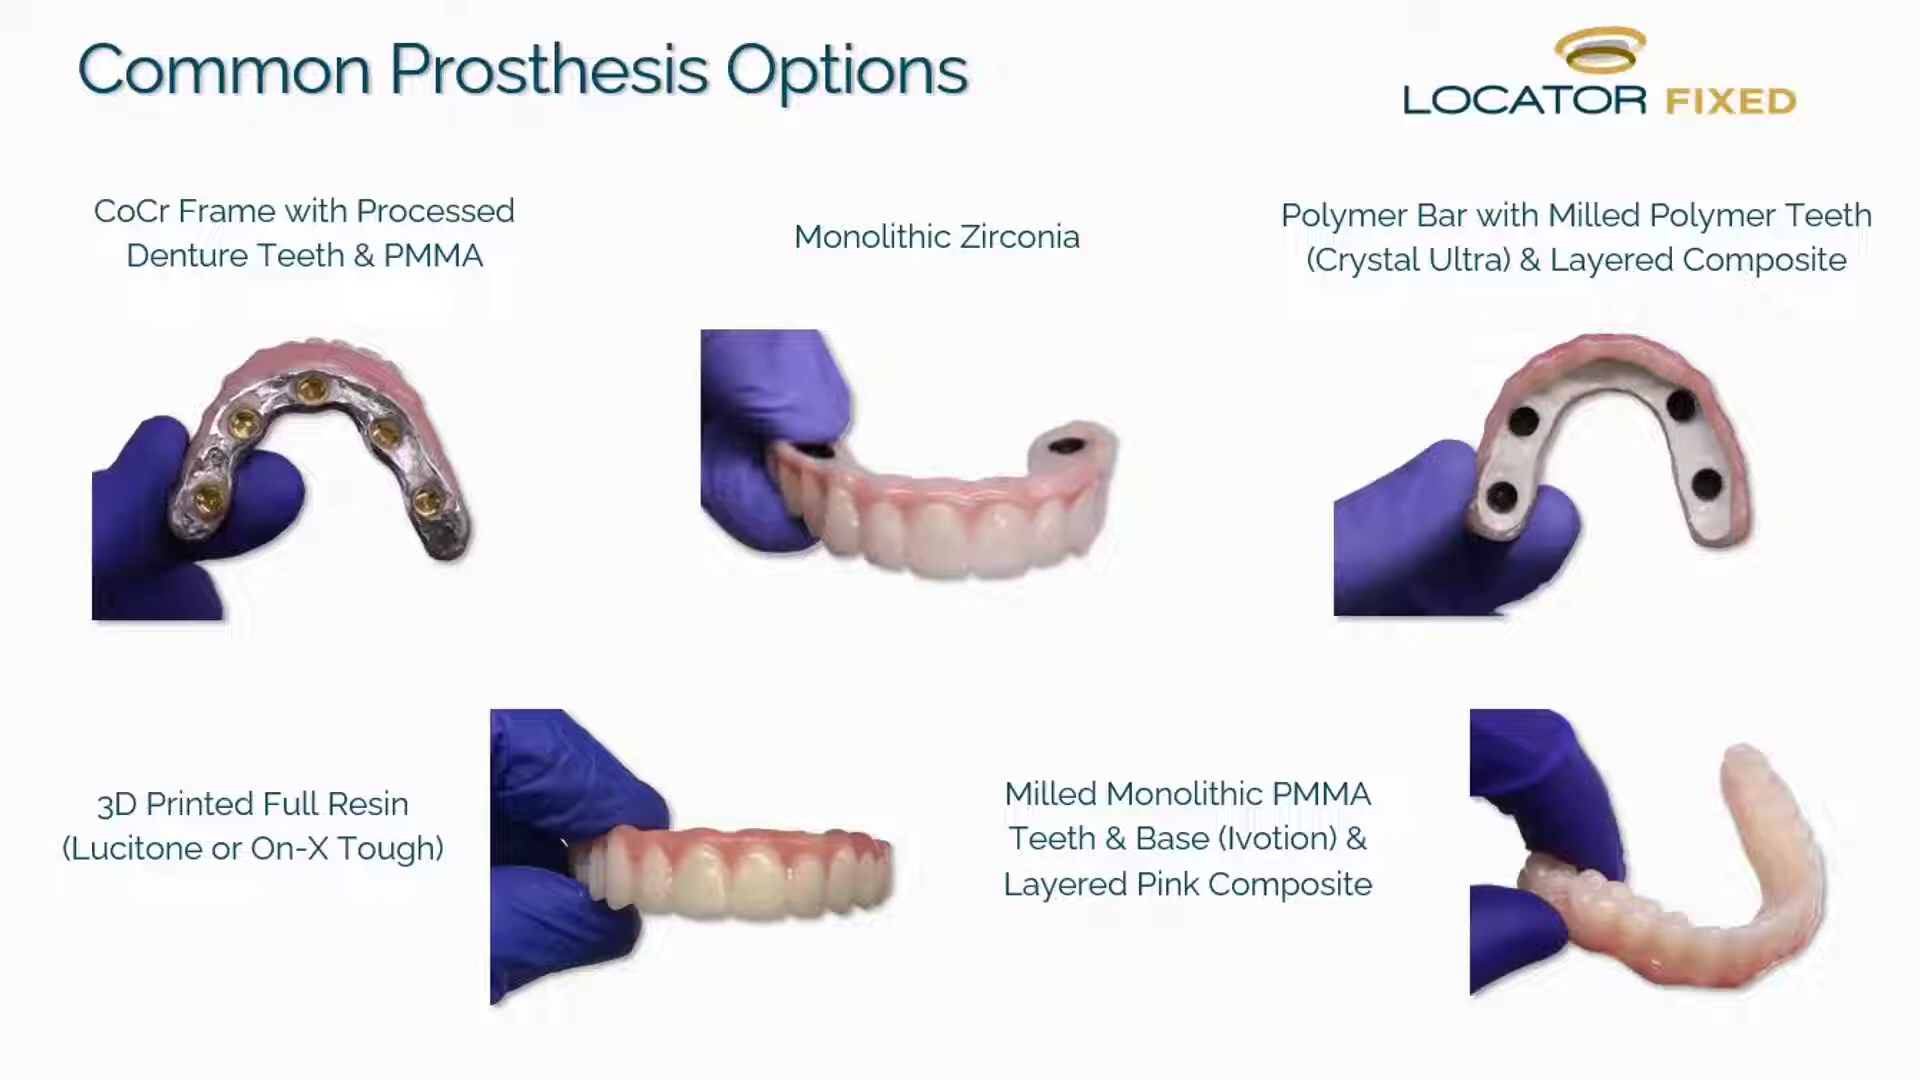 Common Prosthesis Options
LOCATOR FIXED
CoCr Frame with Processed
Denture Teeth & PMMA
Monolithic Zirconia
Polymer Bar with Milled Polymer Teeth
(Crystal Ultra) & Layered Composite
3D Printed Full Resin
(Lucitone or On-X Tough)
Milled Monolithic PMMA
Teeth & Base (Ivotion) &
Layered Pink Composite